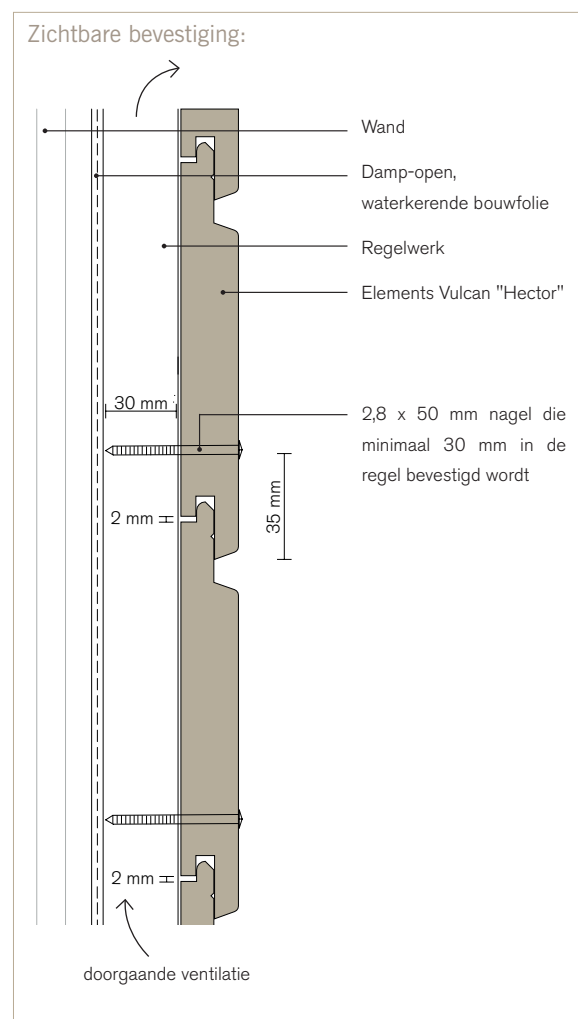 Zichtbare bevestiging:
Wand
Damp-open,
waterkerende bouwfolie
Regelwerk
Elements Vulcan "Hector"
30 mm
2,8 x 50 mm nagel die
minimaal 30 mm in de
regel bevestigd wordt
35 mm
2 mm
2 mm
doorgaande ventilatie